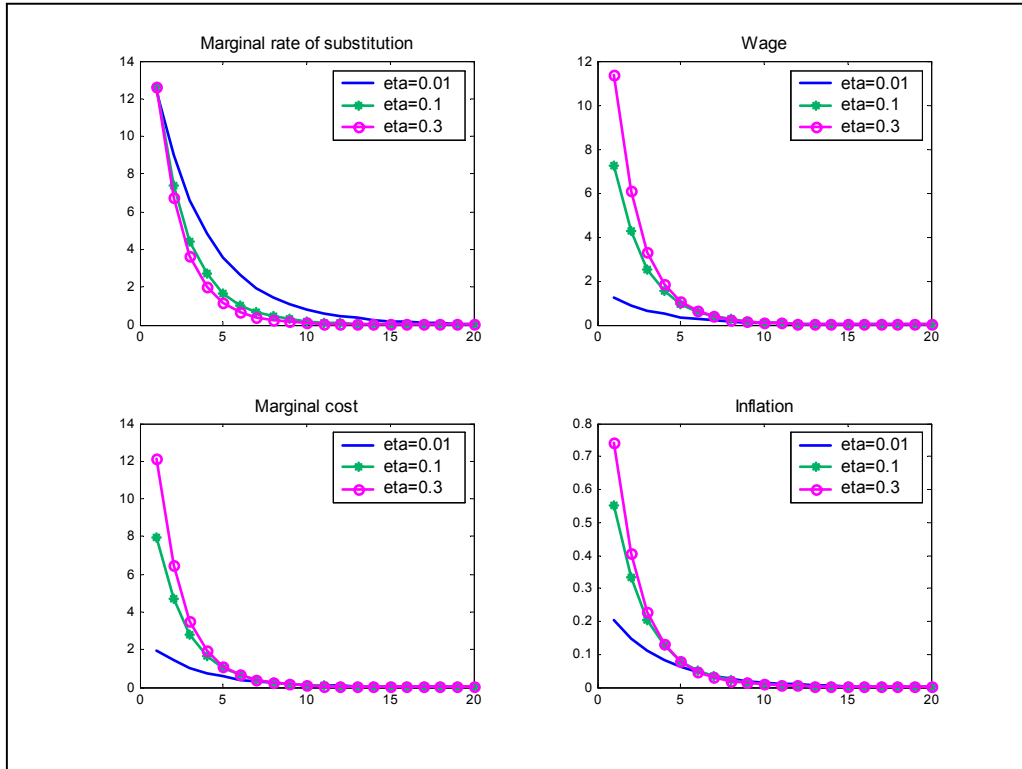 Marginal rate of substitution
14
12
10
8
6
4
2
0
0 5 10 15 20
eta=0.01
eta=0.1
eta=0.3
Wage
12
10
8
6
4
2
0
0 5 10 15 20
eta=0.01
eta=0.1
eta=0.3
Marginal cost
14
12
10
8
6
4
2
0
0 5 10 15 20
eta=0.01
eta=0.1
eta=0.3
Inflation
0.8
0.7
0.6
0.5
0.4
0.3
0.2
0.1
0
0 5 10 15 20
eta=0.01
eta=0.1
eta=0.3